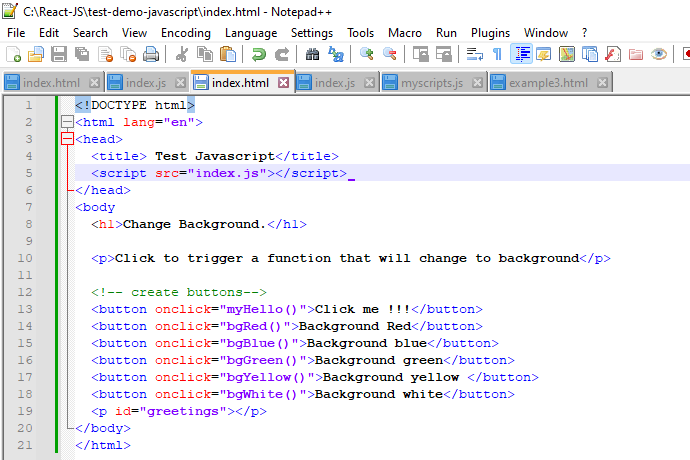 C:\React-JS\test-demo-javascript\index.html - Notepad++
File Edit Search View Encoding Language Settings Tools Macro Run Plugins Window ?
index.html index.js index.html index.js myscripts.js example3.html
1 <!DOCTYPE html>
2 <html lang="en">
3 <head>
4 <title> Test Javascript</title>
5 <script src="index.js"></script>
6 </head>
7 <body
8 <h1>Change Background.</h1>
9
10 <p>Click to trigger a function that will change to background</p>
11
12 <!-- create buttons-->
13 <button onclick="myHello()">Click me !!!</button>
14 <button onclick="bgRed()">Background Red</button>
15 <button onclick="bgBlue()">Background blue</button>
16 <button onclick="bgGreen()">Background green</button>
17 <button onclick="bgYellow()">Background yellow </button>
18 <button onclick="bgWhite()">Background white</button>
19 <p id="greetings"></p>
20 </body>
21 </html>